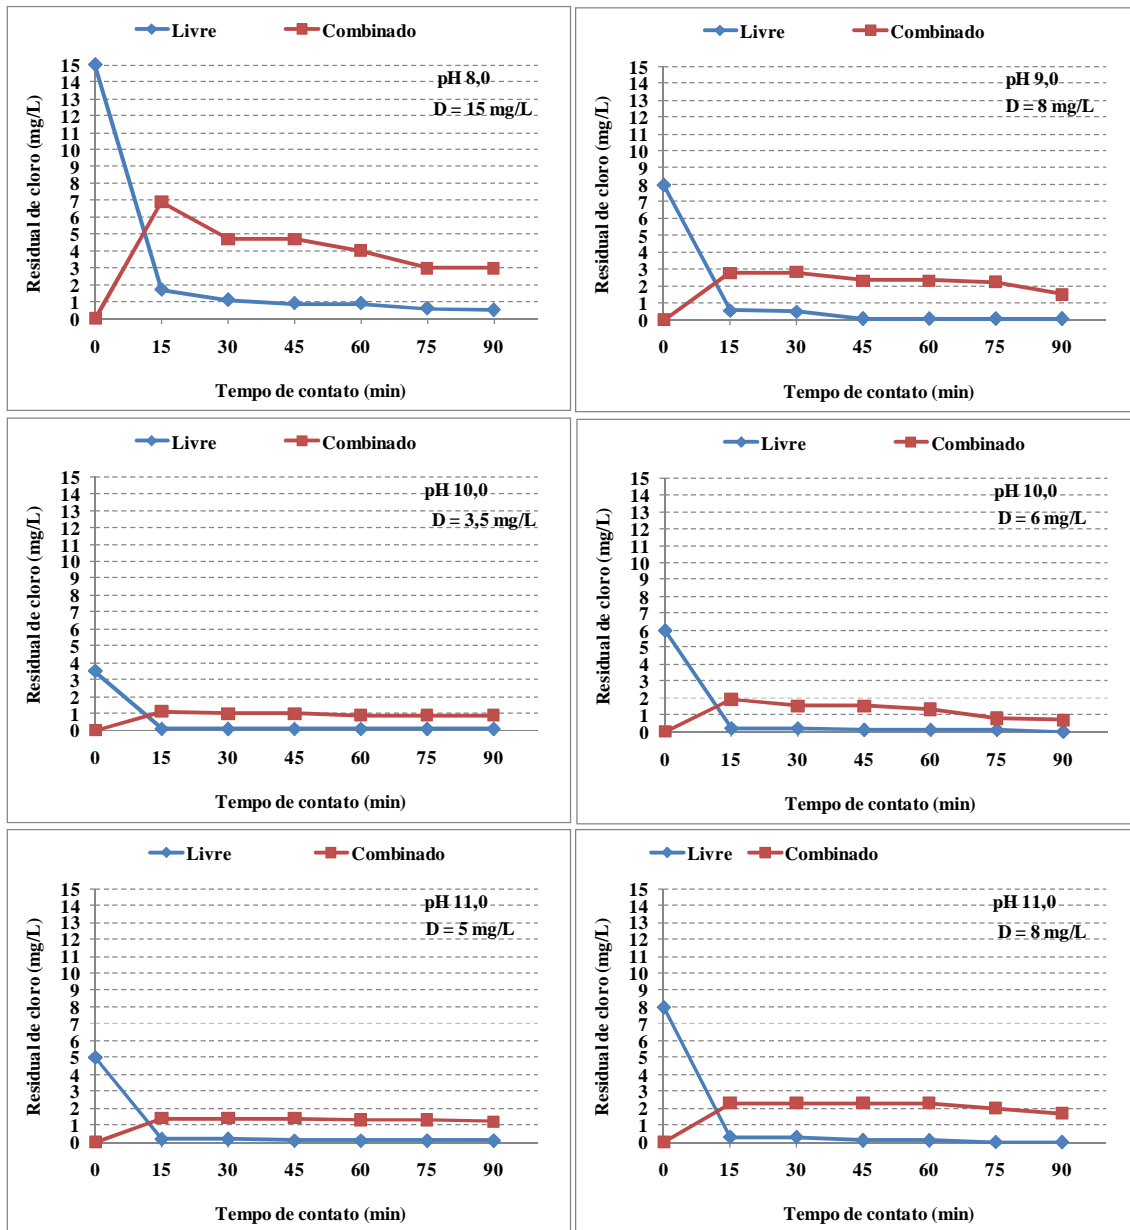 Livre Combinado
pH 8,0
D = 15 mg/L
Residual de cloro (mg/L)
15
14
13
12
11
10
9
8
7
6
5
4
3
2
1
0
0 15 30 45 60 75 90
Tempo de contato (min)
Livre Combinado
pH 9,0
D = 8 mg/L
Residual de cloro (mg/L)
15
14
13
12
11
10
9
8
7
6
5
4
3
2
1
0
0 15 30 45 60 75 90
Tempo de contato (min)
Livre Combinado
pH 10,0
D = 3,5 mg/L
Residual de cloro (mg/L)
15
14
13
12
11
10
9
8
7
6
5
4
3
2
1
0
0 15 30 45 60 75 90
Tempo de contato (min)
Livre Combinado
pH 10,0
D = 6 mg/L
Residual de cloro (mg/L)
15
14
13
12
11
10
9
8
7
6
5
4
3
2
1
0
0 15 30 45 60 75 90
Tempo de contato (min)
Livre Combinado
pH 11,0
D = 5 mg/L
Residual de cloro (mg/L)
15
14
13
12
11
10
9
8
7
6
5
4
3
2
1
0
0 15 30 45 60 75 90
Tempo de contato (min)
Livre Combinado
pH 11,0
D = 8 mg/L
Residual de cloro (mg/L)
15
14
13
12
11
10
9
8
7
6
5
4
3
2
1
0
0 15 30 45 60 75 90
Tempo de contato (min)